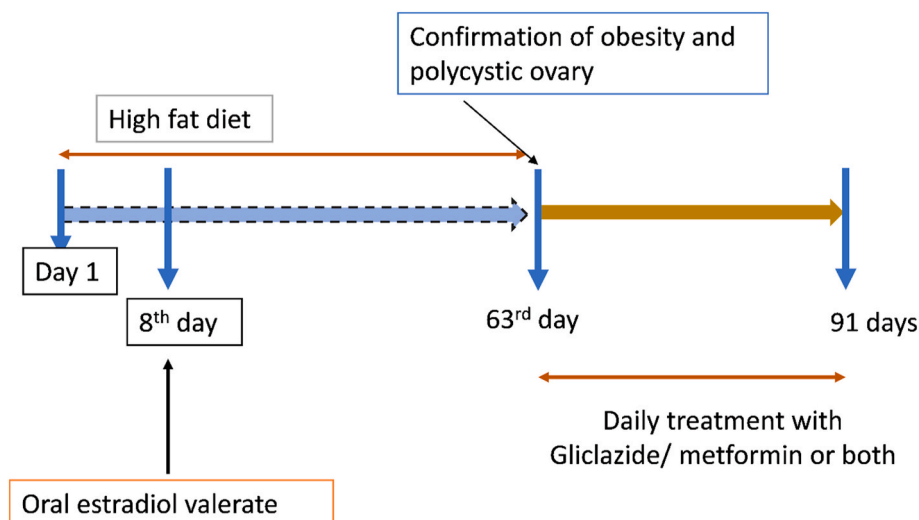 Confirmation of obesity and
polycystic ovary
High fat diet
Day 1
8th day
63rd day
91 days
Daily treatment with
Gliclazide/ metformin or both
Oral estradiol valerate